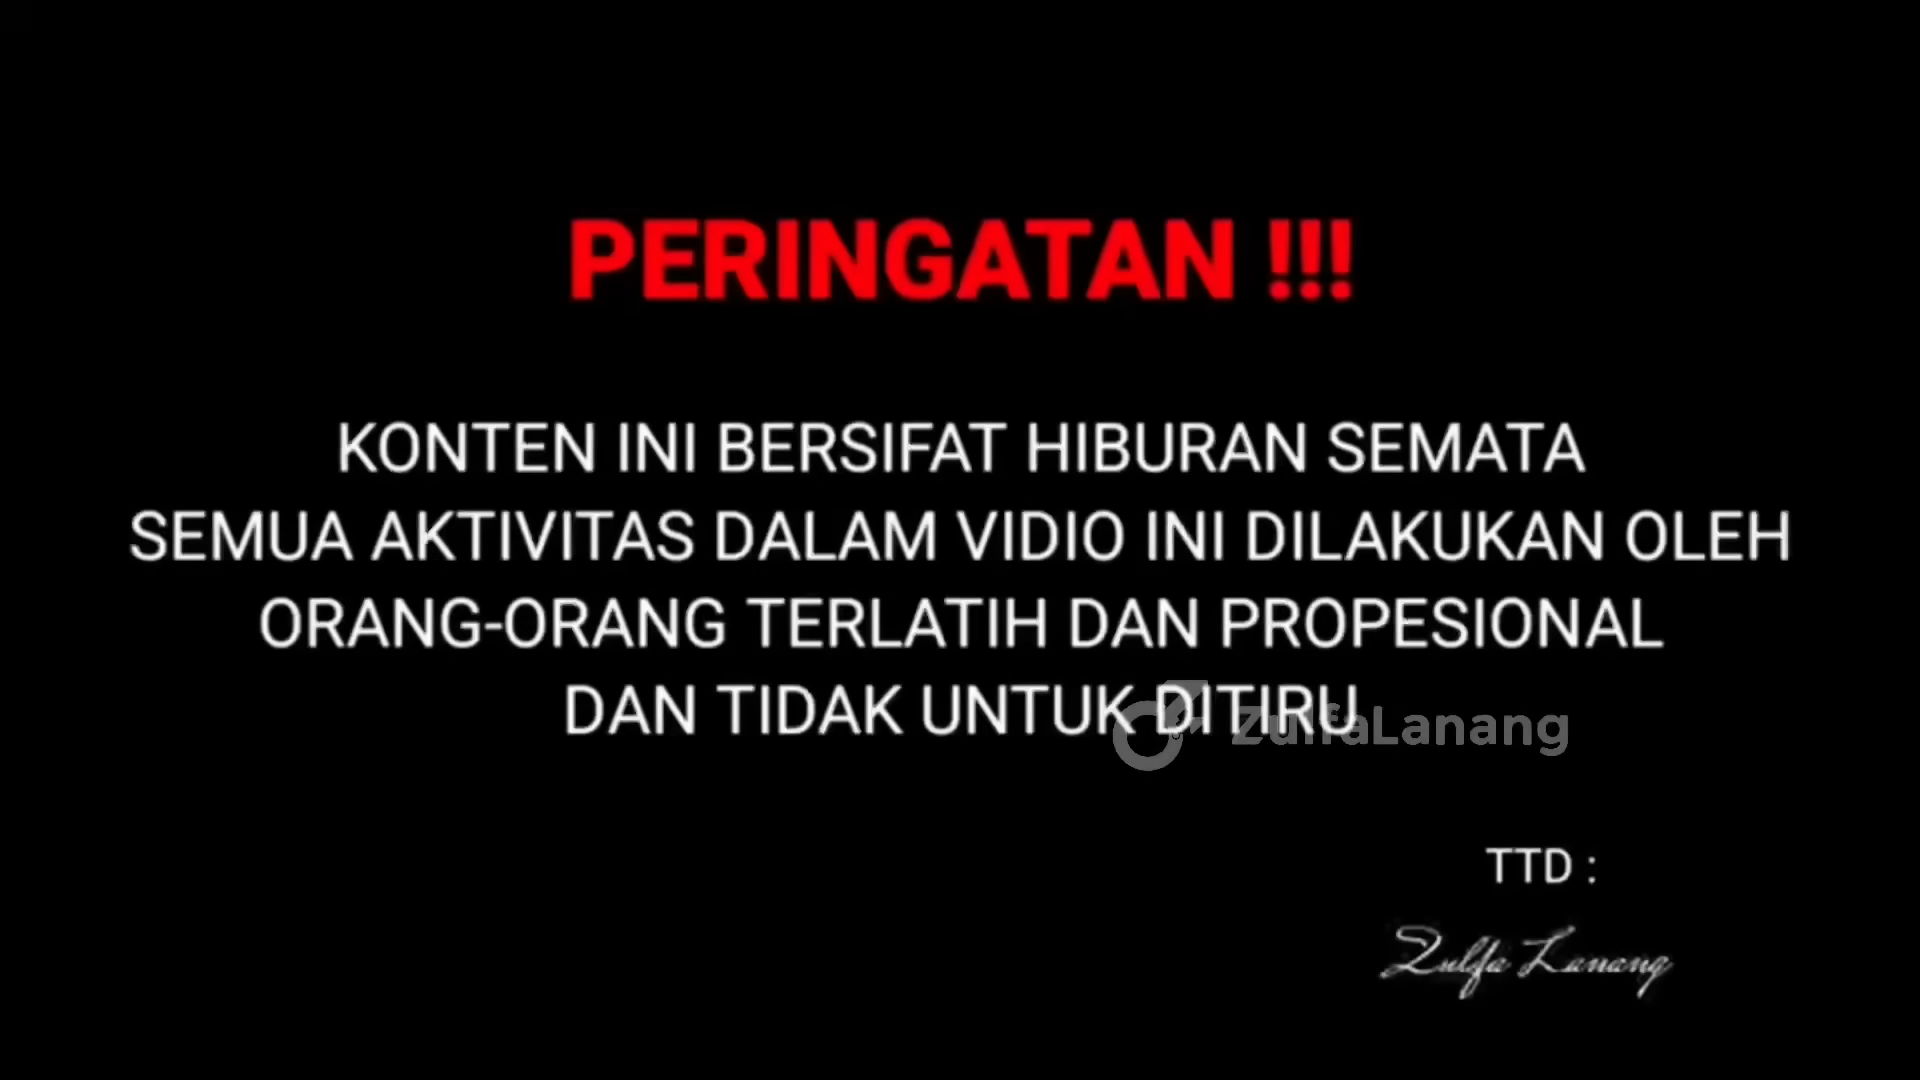 PERINGATAN !!!
KONTEN INI BERSIFAT HIBURAN SEMATA
SEMUA AKTIVITAS DALAM VIDIO INI DILAKUKAN OLEH
ORANG-ORANG TERLATIH DAN PROPESIONAL
DAN TIDAK UNTUK DITIRU
ZulfaLanang
TTD :
Zulfa Lanang